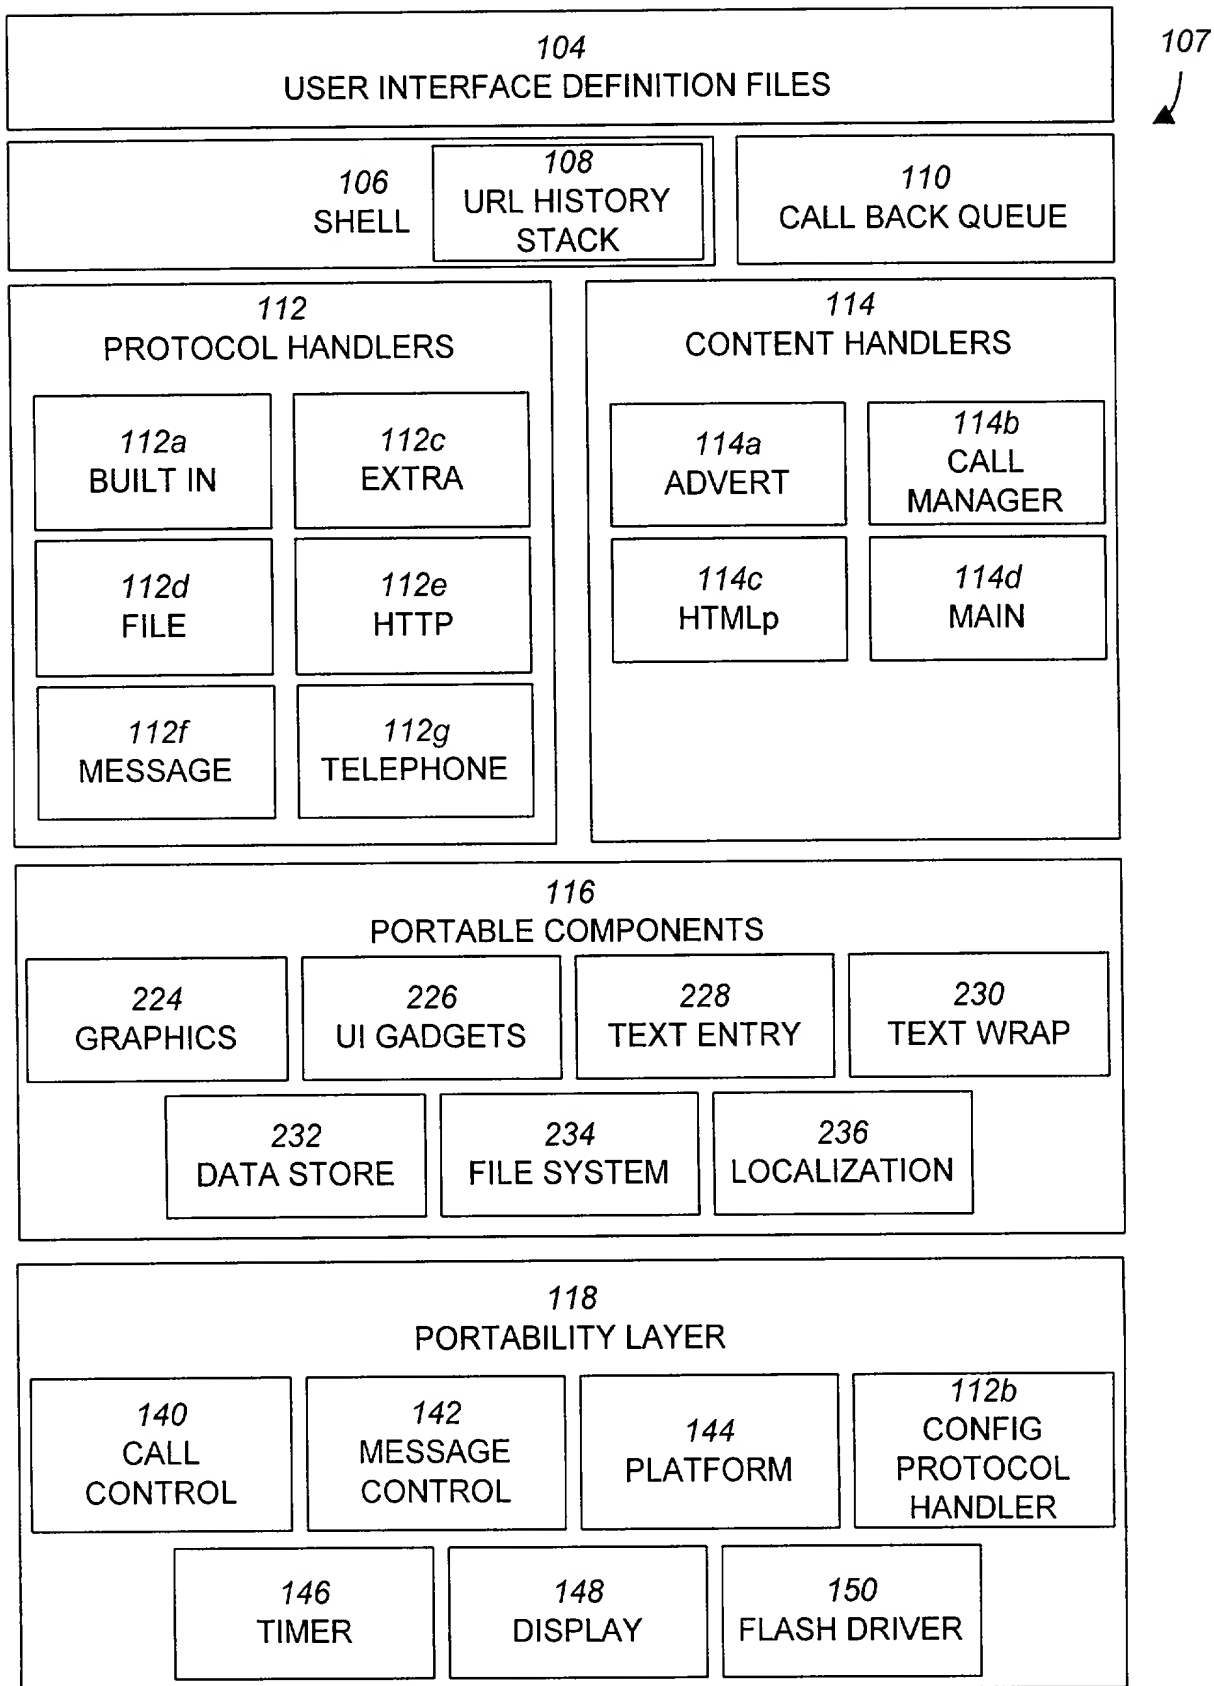 107
104
USER INTERFACE DEFINITION FILES
106
SHELL
108
URL HISTORY
STACK
110
CALL BACK QUEUE
112
PROTOCOL HANDLERS
112a
BUILT IN
112c
EXTRA
112d
FILE
112e
HTTP
112f
MESSAGE
112g
TELEPHONE
114
CONTENT HANDLERS
114a
ADVERT
114b
CALL
MANAGER
114c
HTMLp
114d
MAIN
116
PORTABLE COMPONENTS
224
GRAPHICS
226
UI GADGETS
228
TEXT ENTRY
230
TEXT WRAP
232
DATA STORE
234
FILE SYSTEM
236
LOCALIZATION
118
PORTABILITY LAYER
140
CALL
CONTROL
142
MESSAGE
CONTROL
144
PLATFORM
112b
CONFIG
PROTOCOL
HANDLER
146
TIMER
148
DISPLAY
150
FLASH DRIVER